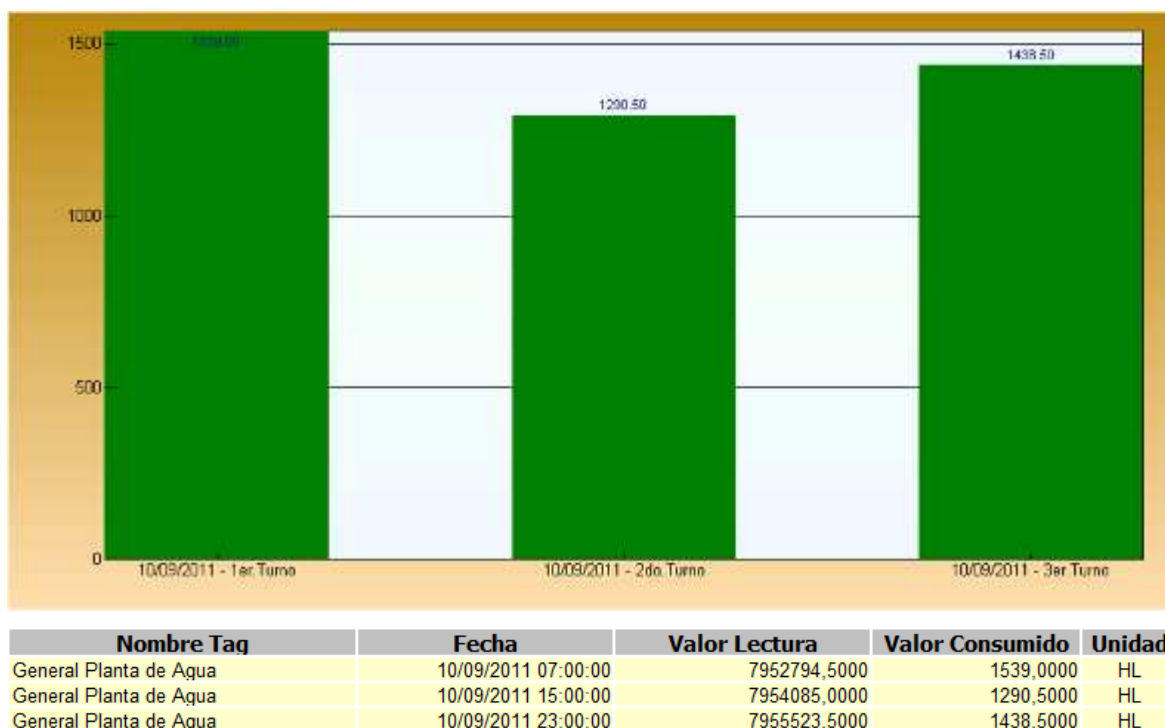 1500
1539.00
1438.50
1290.50
1000
500
0
10/09/2011 - 1er.Turno
10/09/2011 - 2do.Turno
10/09/2011 - 3er Turno
Nombre Tag Fecha Valor Lectura Valor Consumido Unidad
General Planta de Agua 10/09/2011 07:00:00 7952794,5000 1539,0000 HL
General Planta de Agua 10/09/2011 15:00:00 7954085,0000 1290,5000 HL
General Planta de Agua 10/09/2011 23:00:00 7955523,5000 1438,5000 HL